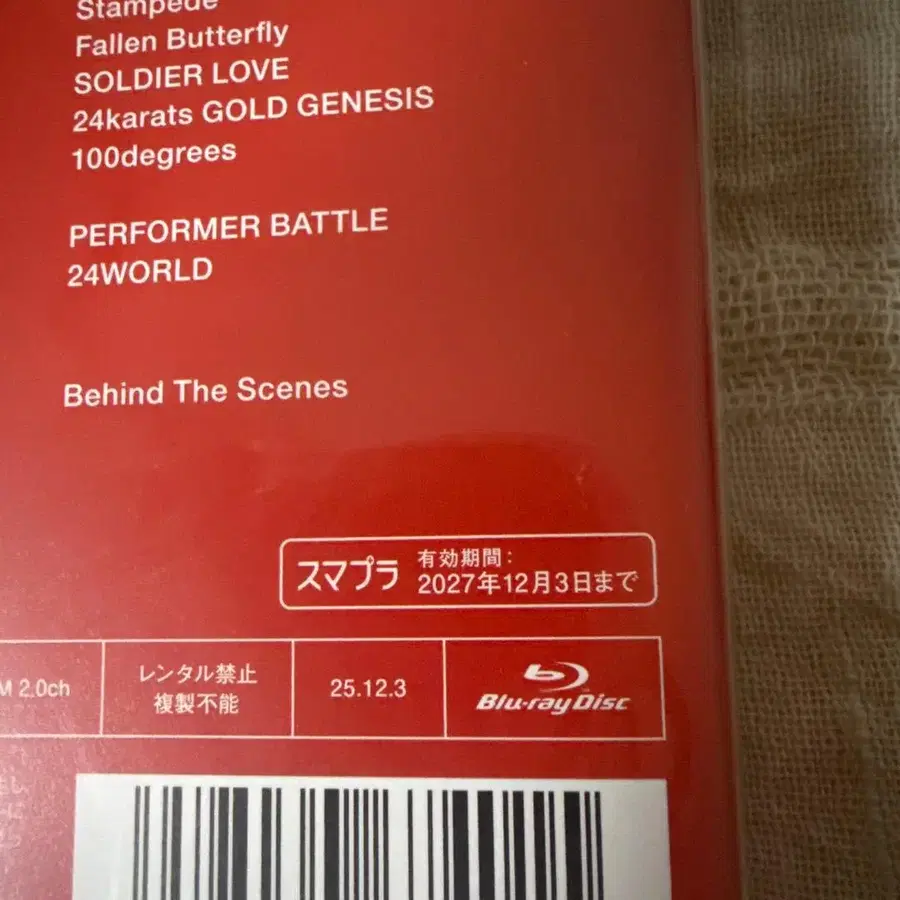 Stampede
Fallen Butterfly
SOLDIER LOVE
24karats GOLD GENESIS
100degrees
PERFORMER BATTLE
24WORLD
Behind The Scenes
スマプラ 有効期間:
2027年12月3日まで
M 2.0ch
レンタル禁止
複製不能
25.12.3
Blu-ray Disc